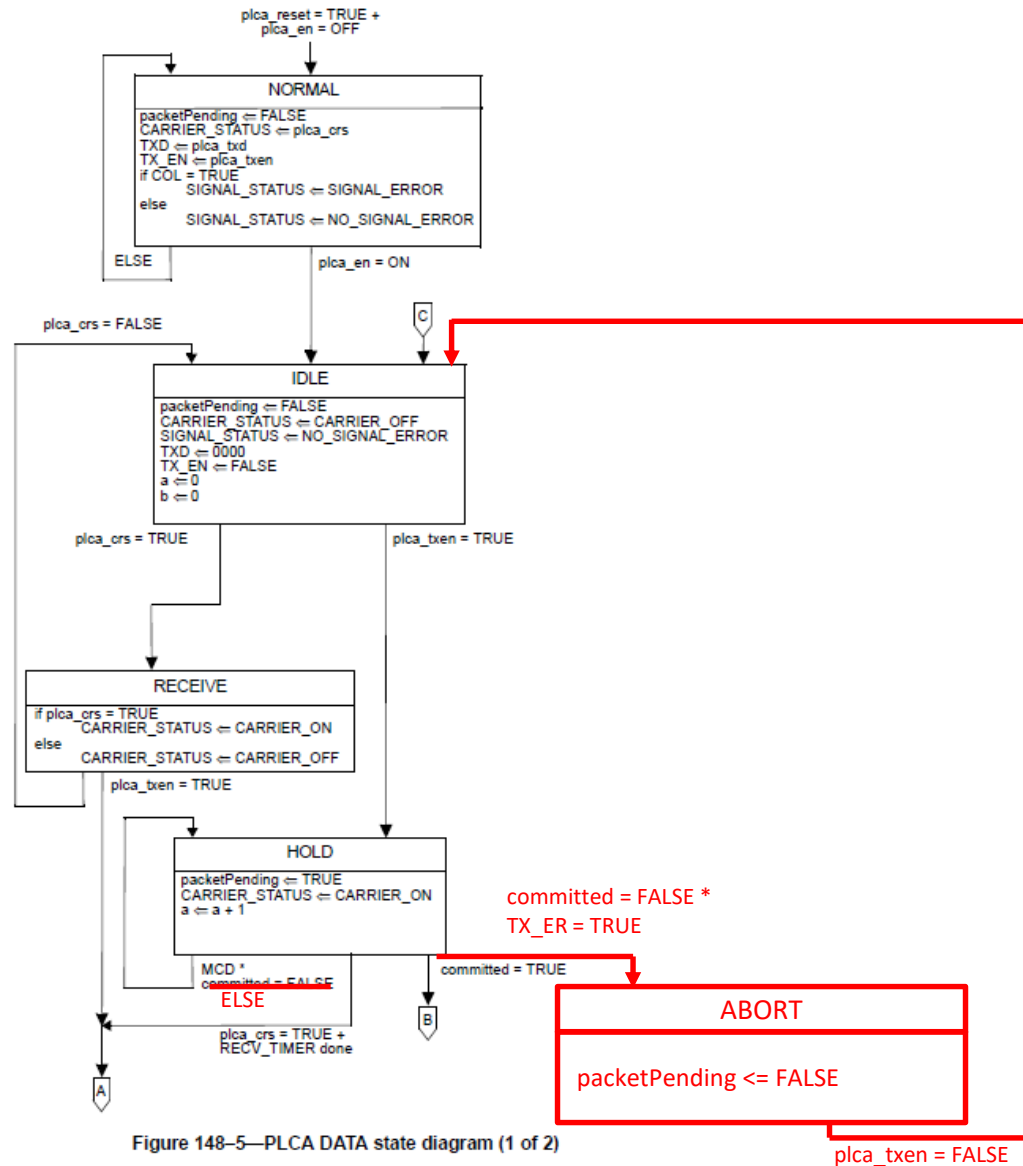 plca_reset = TRUE +
plca_en = OFF
NORMAL
packetPending ⇐ FALSE
CARRIER_STATUS ⇐ plca_crs
TXD ⇐ plca_txd
TX_EN ⇐ plca_txen
if COL = TRUE
SIGNAL_STATUS ⇐ SIGNAL_ERROR
else
SIGNAL_STATUS ⇐ NO_SIGNAL_ERROR
ELSE
plca_en = ON
C
plca_crs = FALSE
IDLE
packetPending ⇐ FALSE
CARRIER_STATUS ⇐ CARRIER_OFF
SIGNAL_STATUS ⇐ NO_SIGNAL_ERROR
TXD ⇐ 0000
TX_EN ⇐ FALSE
a ⇐ 0
b ⇐ 0
plca_crs = TRUE
plca_txen = TRUE
RECEIVE
if plca_crs = TRUE
CARRIER_STATUS ⇐ CARRIER_ON
else
CARRIER_STATUS ⇐ CARRIER_OFF
plca_txen = TRUE
HOLD
packetPending ⇐ TRUE
CARRIER_STATUS ⇐ CARRIER_ON
a ⇐ a + 1
committed = FALSE *
TX_ER = TRUE
MCD *
committed = FALSE
ELSE
committed = TRUE
B
plca_crs = TRUE +
RECV_TIMER done
A
ABORT
packetPending <= FALSE
plca_txen = FALSE
Figure 148–5—PLCA DATA state diagram (1 of 2)